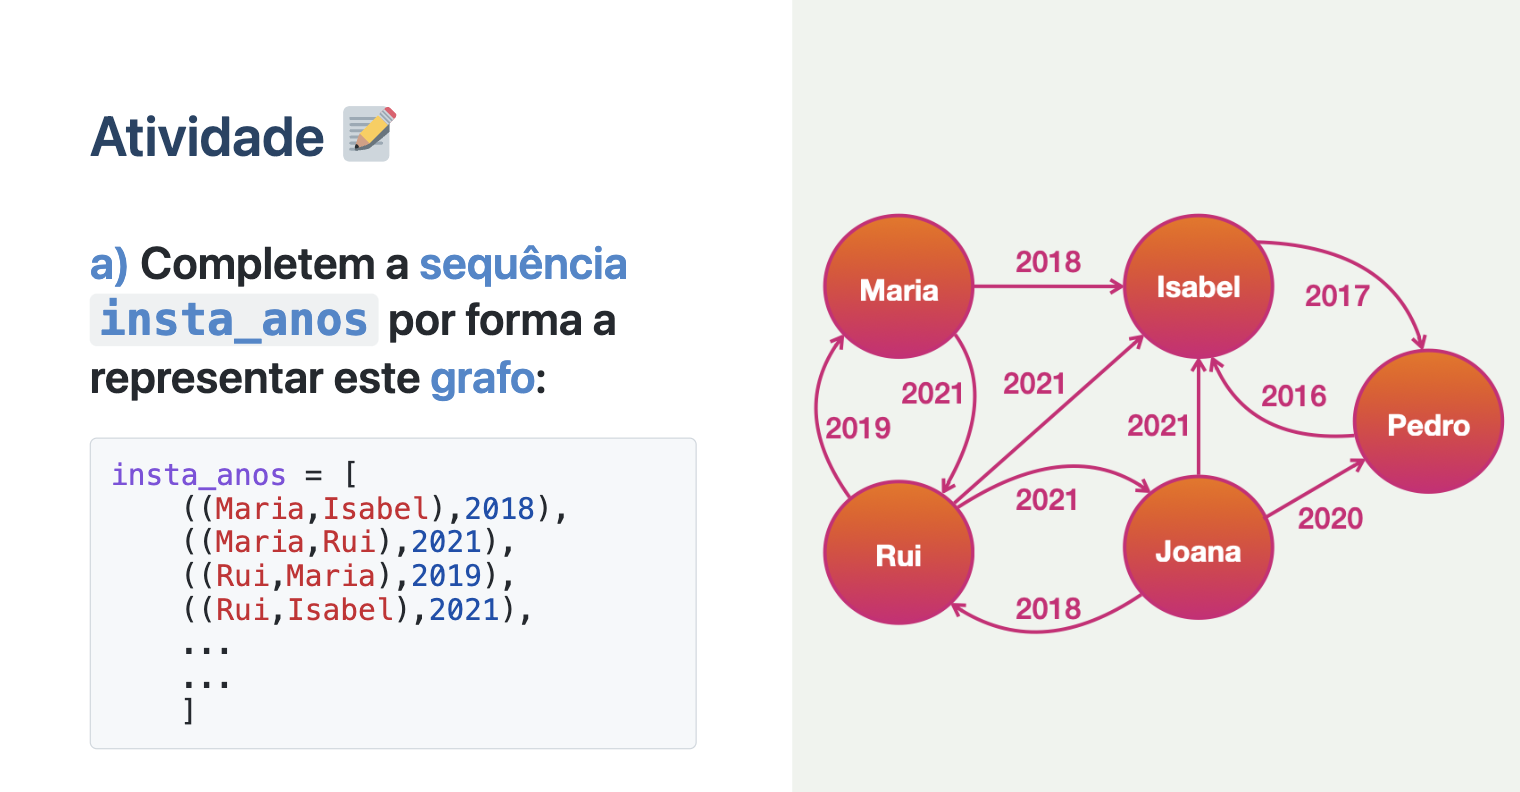 Atividade 📝
a) Completem a sequência
insta_anos por forma a
representar este grafo:
insta_anos = [
((Maria,Isabel),2018),
((Maria,Rui),2021),
((Rui,Maria),2019),
((Rui,Isabel),2021),
...
...
]
Maria
2018
Isabel
2017
2021
2021
2016
2019
2021
Pedro
Rui
2021
Joana
2020
2018